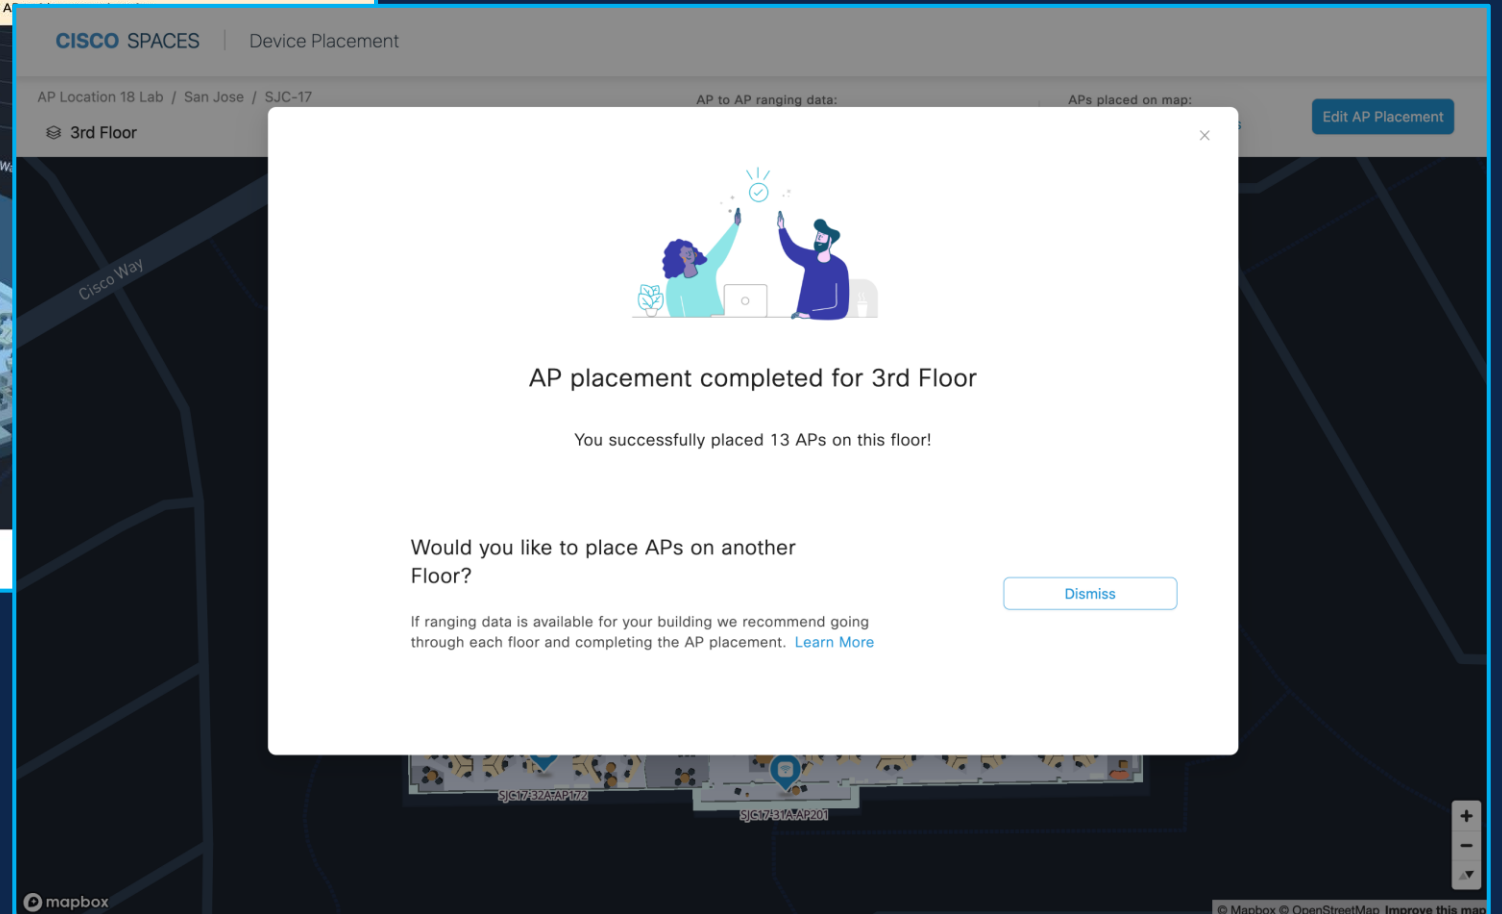 CISCO SPACES
Device Placement
AP Location 18 Lab / San Jose / SJC-17
3rd Floor
AP to AP ranging data:
APs placed on map:
Edit AP Placement
Cisco Way
AP placement completed for 3rd Floor
You successfully placed 13 APs on this floor!
Would you like to place APs on another
Floor?
If ranging data is available for your building we recommend going
through each floor and completing the AP placement. Learn More
Dismiss
SJC17-32A-AP172
SJC17-31A-AP201
mapbox
© Mapbox © OpenStreetMap Improve this map